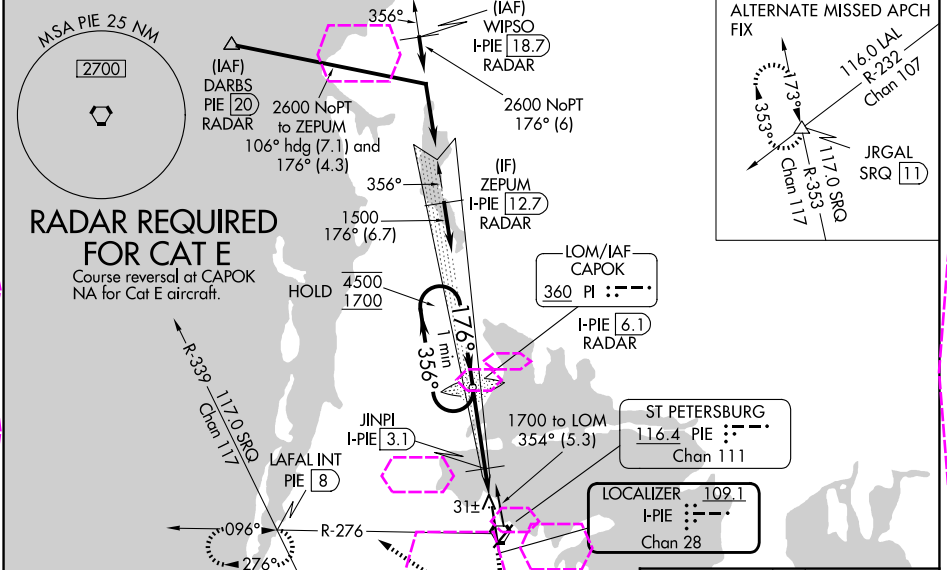 MSA PIE 25 NM
2700
(IAF)
DARBS
PIE 20
RADAR
2600 NoPT
to ZEPUM
106° hdg (7.1) and
176° (4.3)
356°
(IAF)
WIPSO
I-PIE 18.7
RADAR
2600 NoPT
176° (6)
ALTERNATE MISSED APCH
FIX
116.0 LAL
R-232
Chan 107
173°
353°
JRGAL
SRQ 11
117.0 SRQ
R-353
Chan 117
RADAR REQUIRED
FOR CAT E
Course reversal at CAPOK
NA for Cat E aircraft.
356°
(IF)
ZEPUM
I-PIE 12.7
RADAR
1500
176° (6.7)
HOLD 4500
1700
176°
1 min
356°
LOM/IAF
CAPOK
360 PI
I-PIE 6.1
RADAR
R-339
117.0 SRQ
Chan 117
JINPI
I-PIE 3.1
1700 to LOM
354° (5.3)
ST PETERSBURG
116.4 PIE
Chan 111
LAFAL INT
PIE 8
31±
LOCALIZER 109.1
I-PIE
Chan 28
096°
R-276
276°